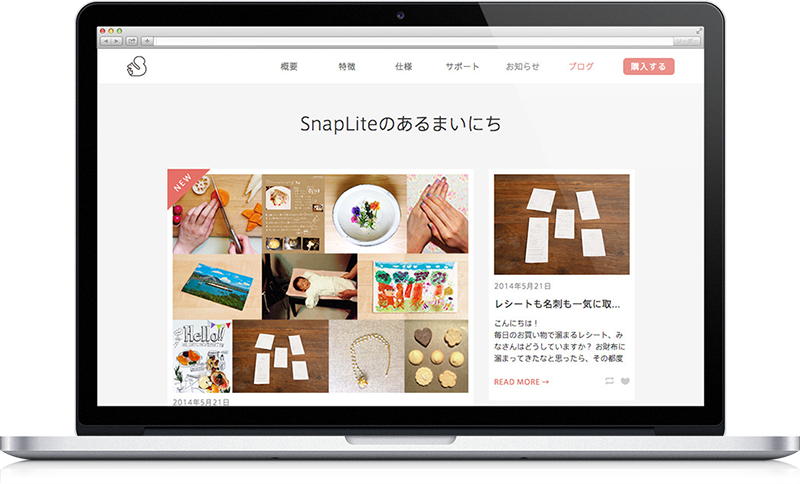 概要 特徴 仕様 サポート お知らせ ブログ 購入する
SnapLiteのあるまいにち
NEW
Hello!
2014年5月21日
2014年5月21日
レシートも名刺も一気に取...
こんにちは！
毎日のお買い物で溜まるレシート、み
なさんはどうしていますか？ お財布に
溜まってきたなと思ったら、その都度
READ MORE →